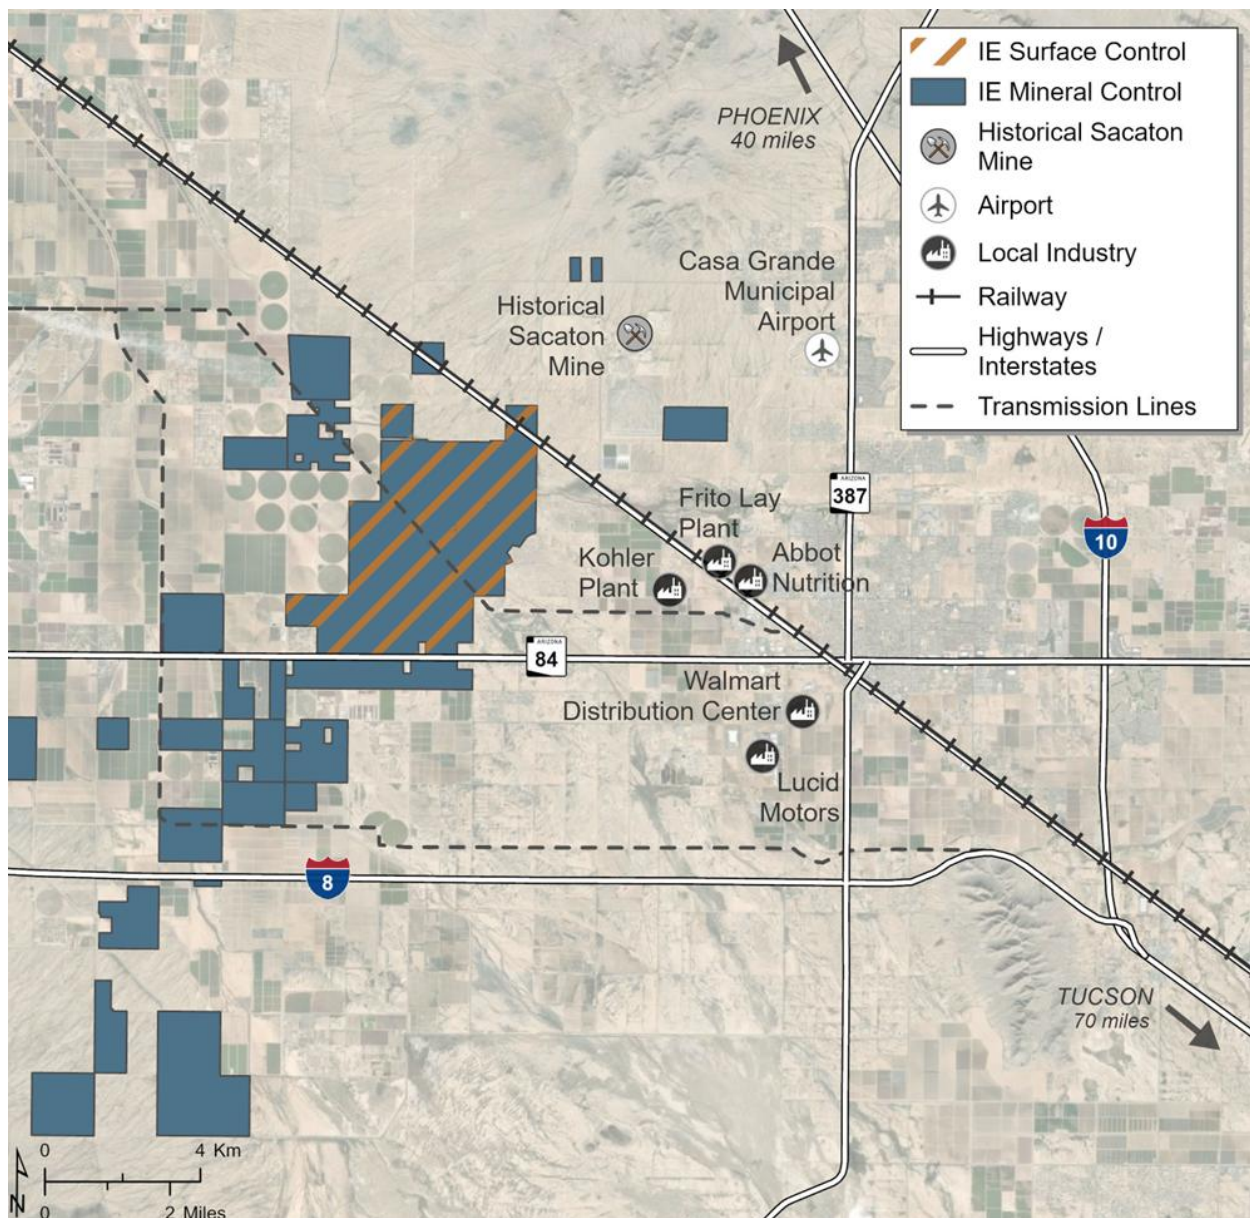 IE Surface Control
IE Mineral Control
Historical Sacaton
Mine
Airport
Local Industry
Railway
Highways /
Interstates
Transmission Lines
PHOENIX
40 miles
Casa Grande
Municipal
Airport
Historical
Sacaton
Mine
ARIZONA
387
10
Frito Lay
Plant
Kohler
Plant
Abbot
Nutrition
ARIZONA
84
Walmart
Distribution Center
Lucid
Motors
8
TUCSON
70 miles
0 4 Km
0 2 Miles
N